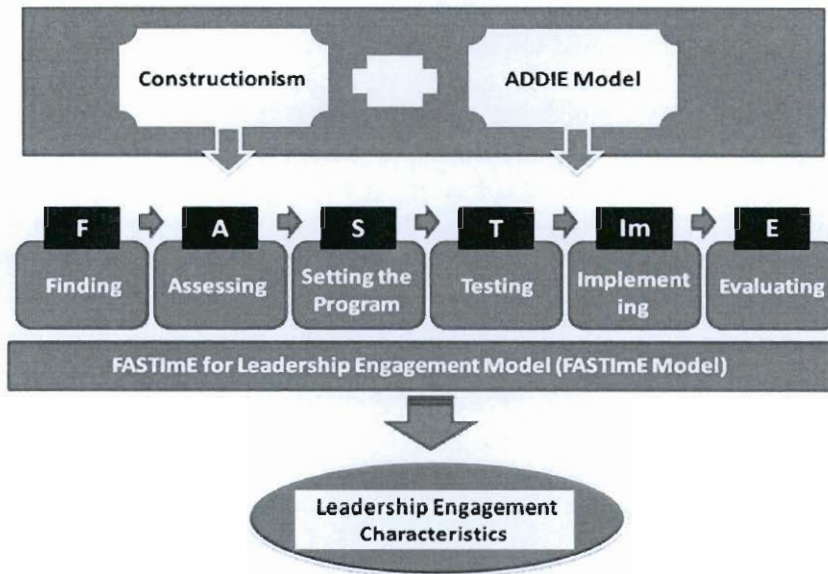 Constructionism
ADDIE Model
F
A
S
T
Im
E
Finding
Assessing
Setting the
Program
Testing
Implement
ing
Evaluating
FASTImE for Leadership Engagement Model (FASTImE Model)
Leadership Engagement
Characteristics